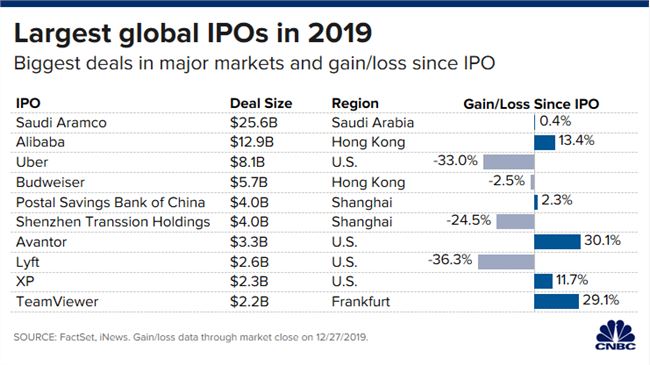 Largest global IPOs in 2019
Biggest deals in major markets and gain/loss since IPO
IPO Deal Size Region Gain/Loss Since IPO
Saudi Aramco $25.6B Saudi Arabia 0.4%
Alibaba $12.9B Hong Kong 13.4%
Uber $8.1B U.S. -33.0%
Budweiser $5.7B Hong Kong -2.5%
Postal Savings Bank of China $4.0B Shanghai 2.3%
Shenzhen Transsion Holdings $4.0B Shanghai -24.5%
Avantor $3.3B U.S. 30.1%
Lyft $2.6B U.S. -36.3%
XP $2.3B U.S. 11.7%
TeamViewer $2.2B Frankfurt 29.1%
SOURCE: FactSet, iNews. Gain/loss data through market close on 12/27/2019.
CNBC